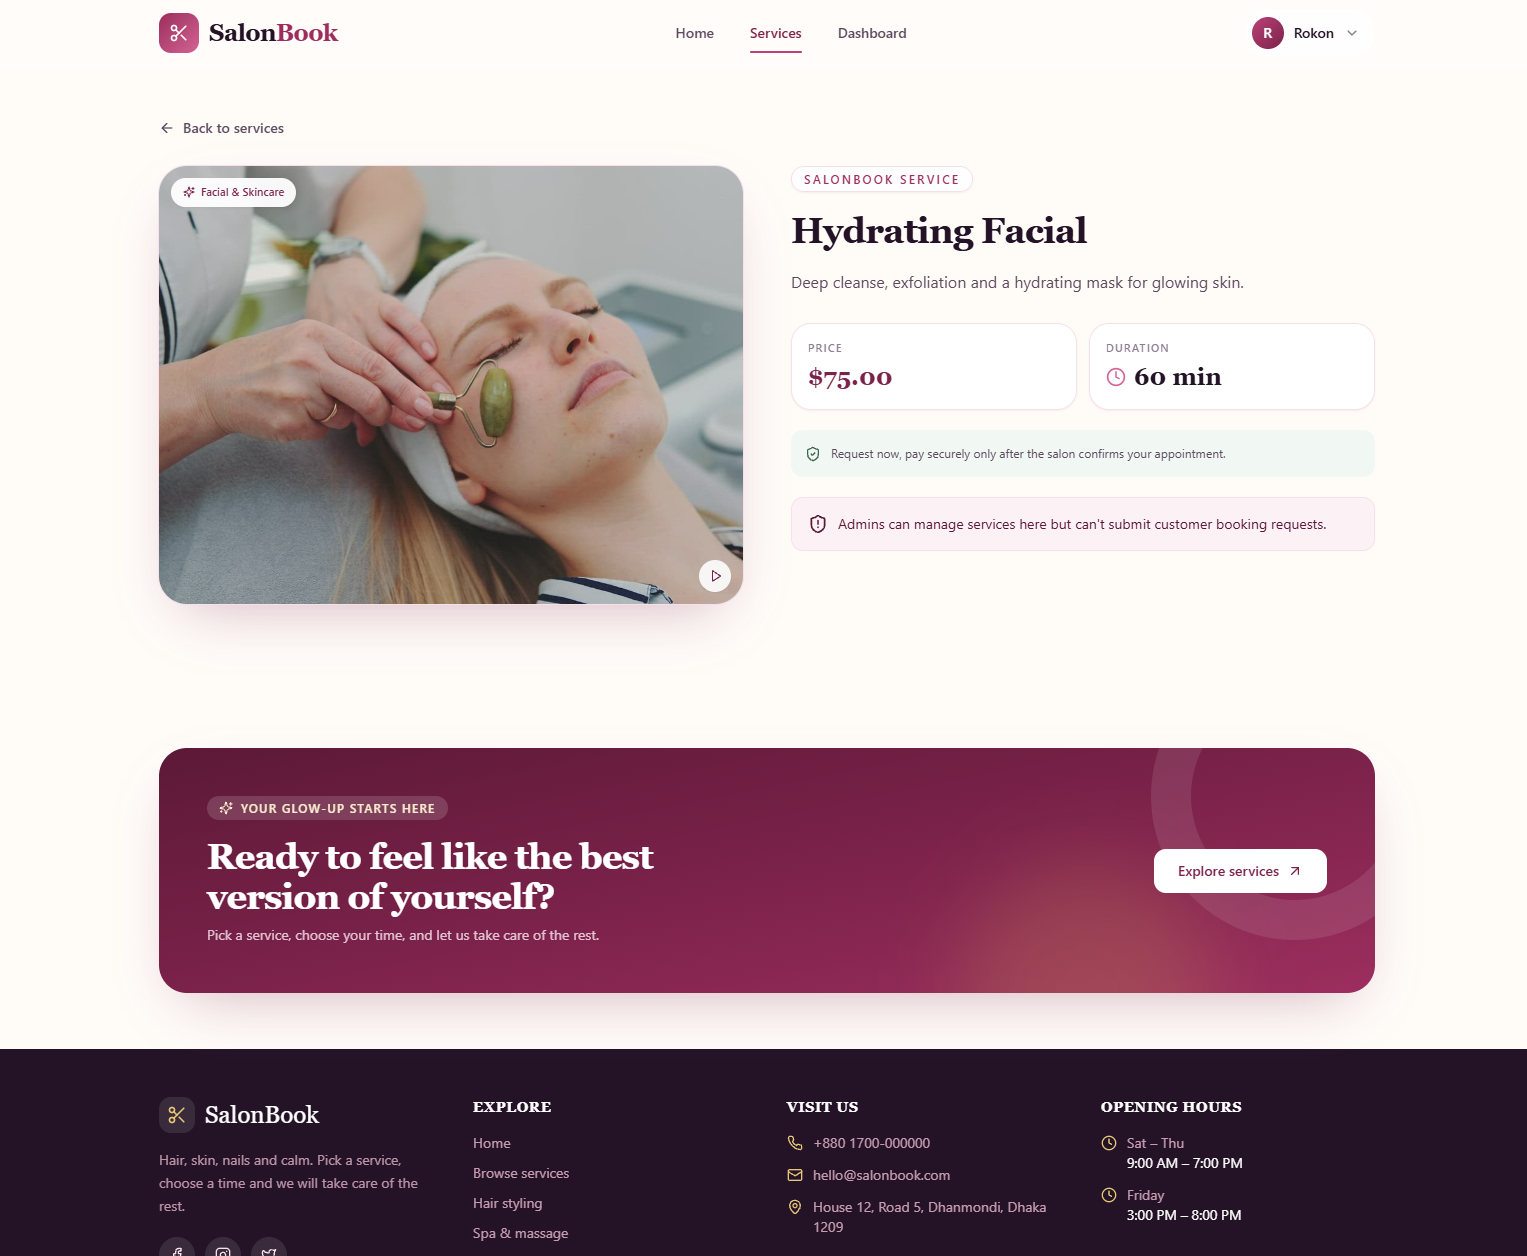 SalonBook
Home
Services
Dashboard
R
Rokon
Back to services
Facial & Skincare
SALONBOOK SERVICE
Hydrating Facial
Deep cleanse, exfoliation and a hydrating mask for glowing skin.
PRICE
$75.00
DURATION
60 min
Request now, pay securely only after the salon confirms your appointment.
Admins can manage services here but can't submit customer booking requests.
YOUR GLOW-UP STARTS HERE
Ready to feel like the best
version of yourself?
Pick a service, choose your time, and let us take care of the rest.
Explore services
SalonBook
Hair, skin, nails and calm. Pick a service,
choose a time and we will take care of the
rest.
EXPLORE
Home
Browse services
Hair styling
Spa & massage
VISIT US
+880 1700-000000
hello@salonbook.com
House 12, Road 5, Dhanmondi, Dhaka
1209
OPENING HOURS
Sat – Thu
9:00 AM – 7:00 PM
Friday
3:00 PM – 8:00 PM